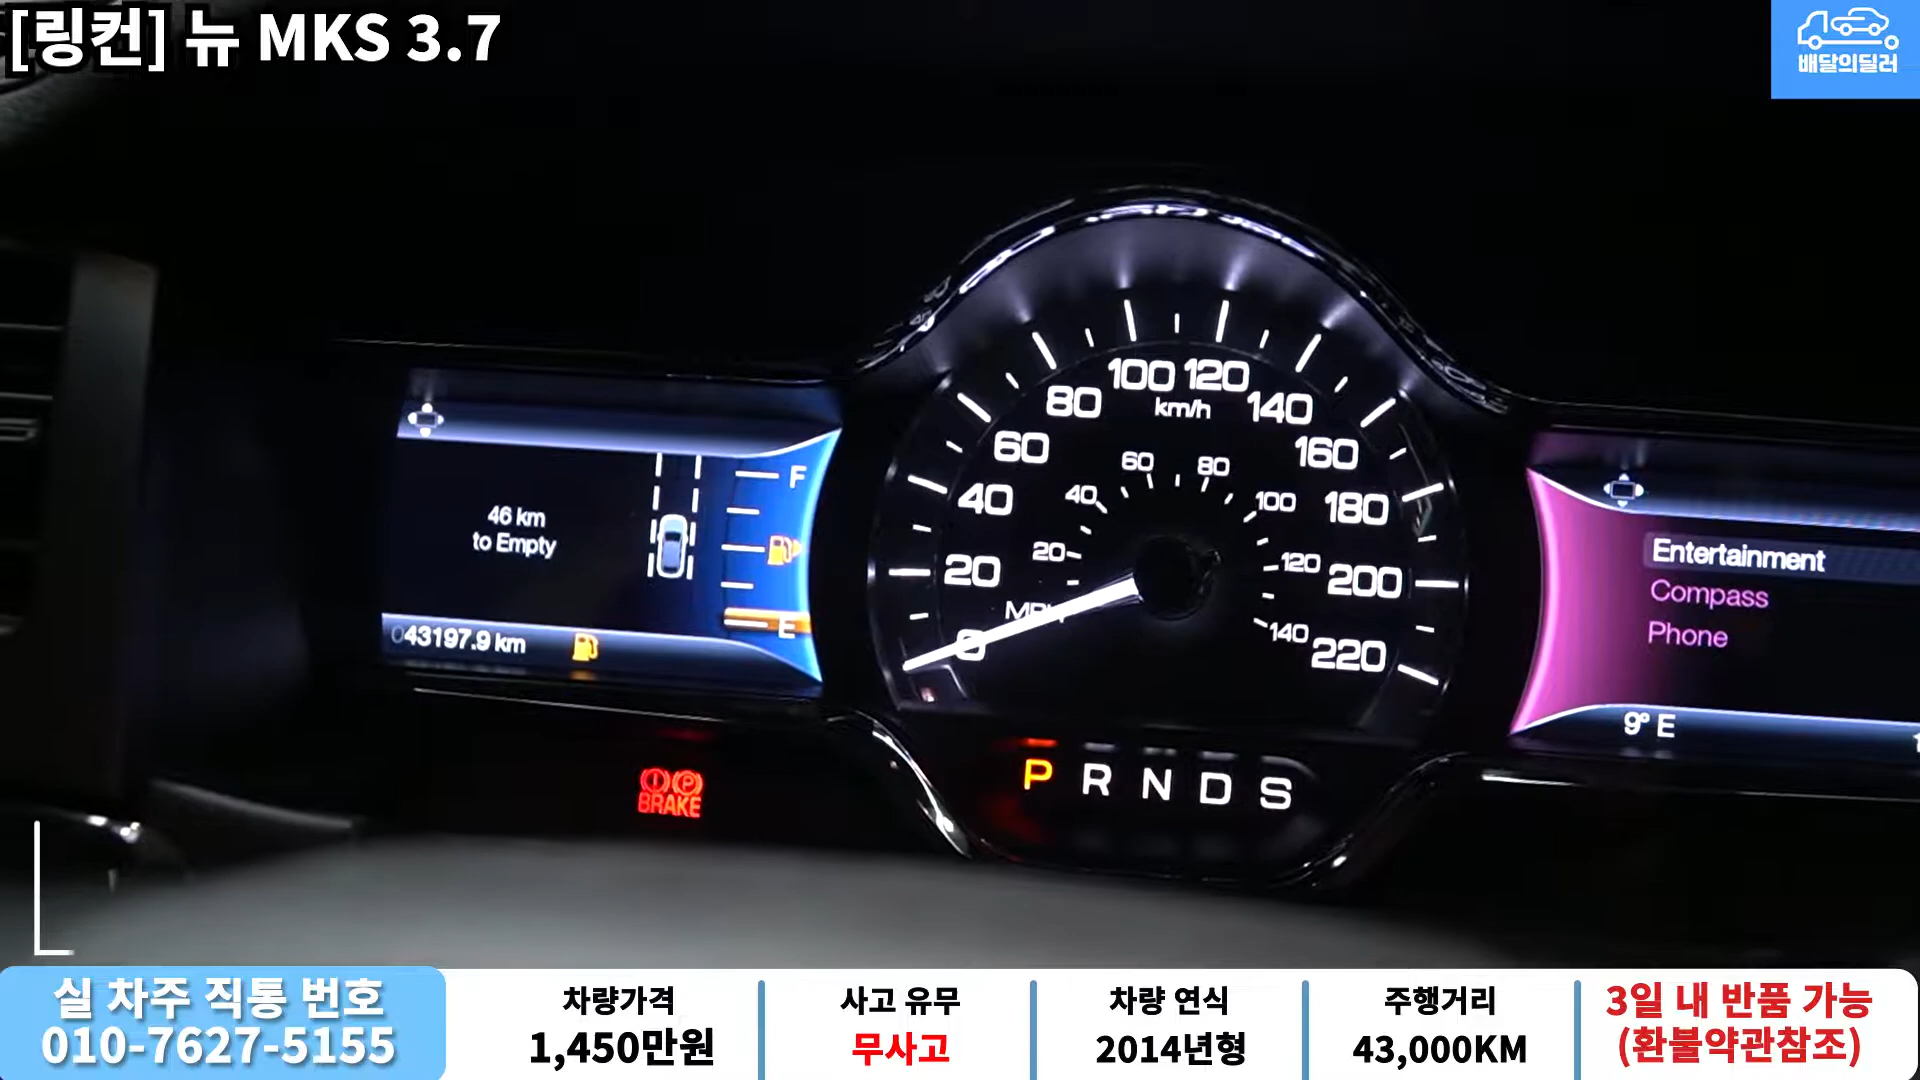 [링컨] 뉴 MKS 3.7
배달의딜러
46 km
to Empty
F
E
043197.9 km
0
20
40
60
80
100
120
140
160
180
200
220
km/h
20
40
60
80
100
120
140
Entertainment
Compass
Phone
9° E
BRAKE
P R N D S
실 차주 직통 번호
010-7627-5155
차량가격
1,450만원
사고 유무
무사고
차량 연식
2014년형
주행거리
43,000KM
3일 내 반품 가능
(환불약관참조)